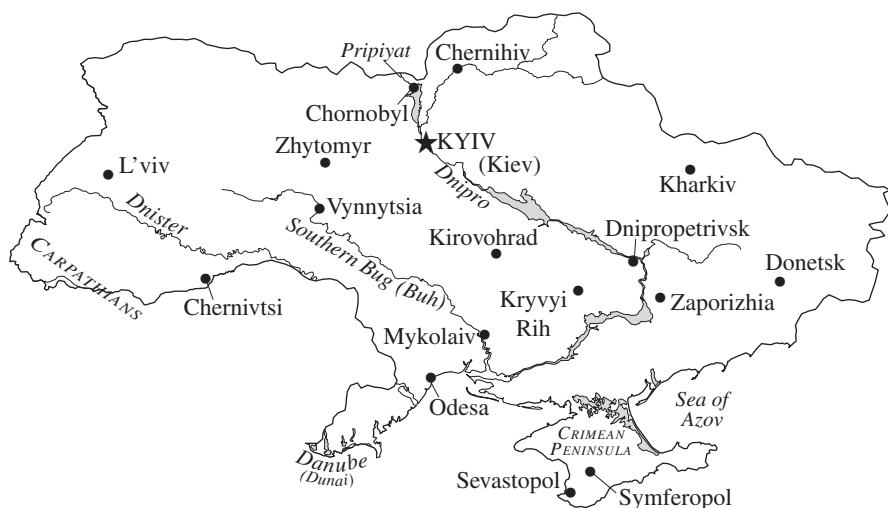 Pripiyat
Chernihiv
Chornobyl
KYIV
(Kiev)
Zhytomyr
L'viv
Dnipro
Kharkiv
Dnister
Vynnytsia
Southern Bug (Buh)
Kirovohrad
Dnipropetrivsk
CARPATHIANS
Chernivtsi
Donetsk
Kryvyi
Rih
Zaporizhia
Mykolaiv
Odesa
Sea of
Azov
CRIMEAN
PENINSULA
Danube
(Dunai)
Sevastopol
Symferopol